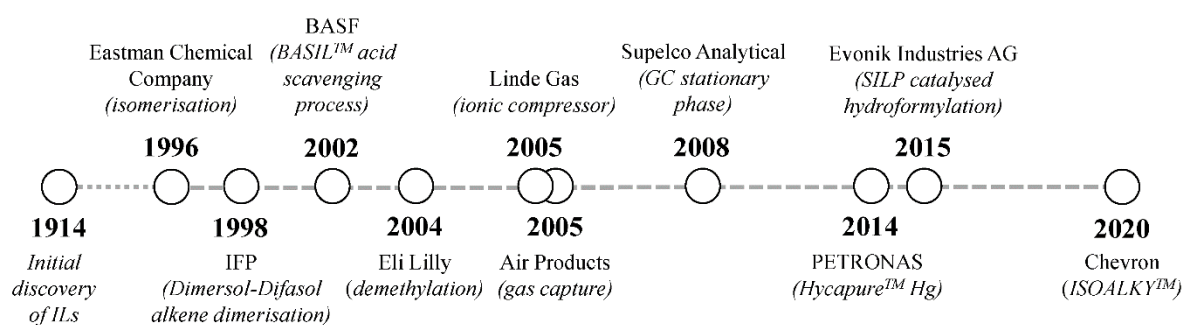 Eastman Chemical
Company
(isomerisation)
1996
BASF
(BASIL™ acid
scavenging
process)
2002
Linde Gas
(ionic compressor)
2005
Supelco Analytical
(GC stationary
phase)
2008
Evonik Industries AG
(SILP catalysed
hydroformylation)
2015
1914
Initial
discovery
of ILs
1998
IFP
(Dimersol-Difasol
alkene dimerisation)
2004
Eli Lilly
(demethylation)
2005
Air Products
(gas capture)
2014
PETRONAS
(Hycapure™ Hg)
2020
Chevron
(ISOALKY™)